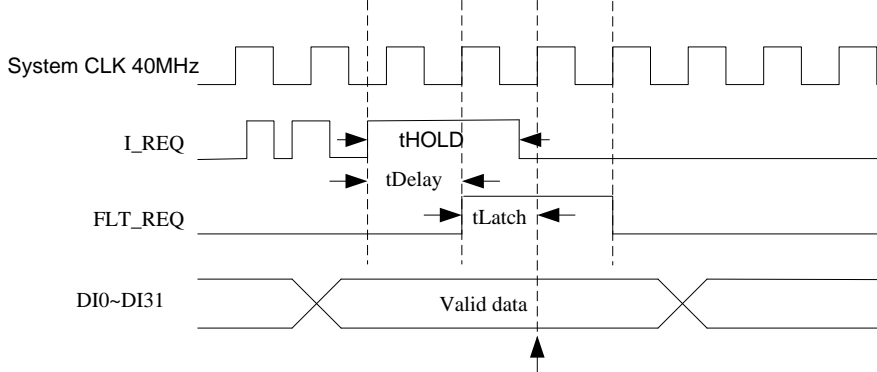 System CLK 40MHz
I_REQ
tHOLD
tDelay
FLT_REQ
tLatch
DI0~DI31
Valid data